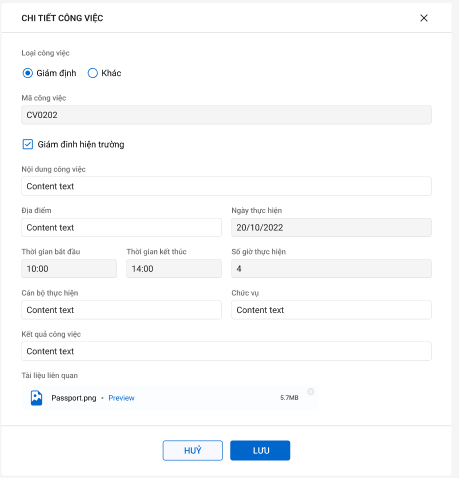 CHI TIẾT CÔNG VIỆC
Loại công việc
Giám định Khác
Mã công việc
CV0202
Giám đinh hiện trường
Nội dung công việc
Content text
Địa điểm Ngày thực hiện
Content text 20/10/2022
Thời gian bắt đầu Thời gian kết thúc Số giờ thực hiện
10:00 14:00 4
Cán bộ thực hiện Chức vụ
Content text Content text
Kết quả công việc
Content text
Tài liệu liên quan
Passport.png • Preview 5.7MB
HUỶ LƯU